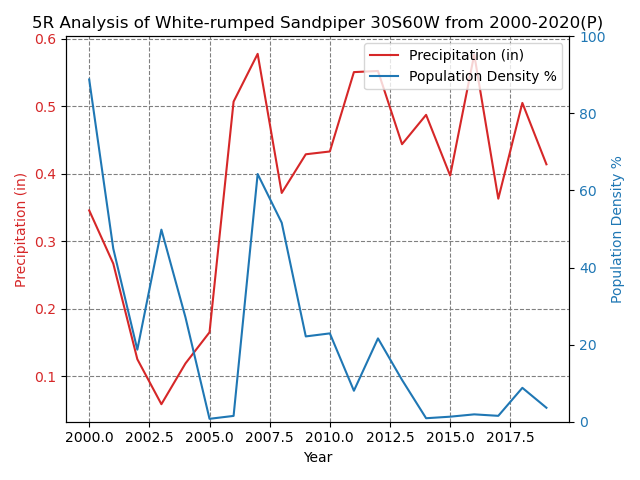 5R Analysis of White-rumped Sandpiper 30S60W from 2000-2020(P)
Precipitation (in)
Population Density %
0.6
0.5
0.4
0.3
0.2
0.1
Precipitation (in)
100
80
60
40
20
0
Population Density %
2000.0 2002.5 2005.0 2007.5 2010.0 2012.5 2015.0 2017.5
Year